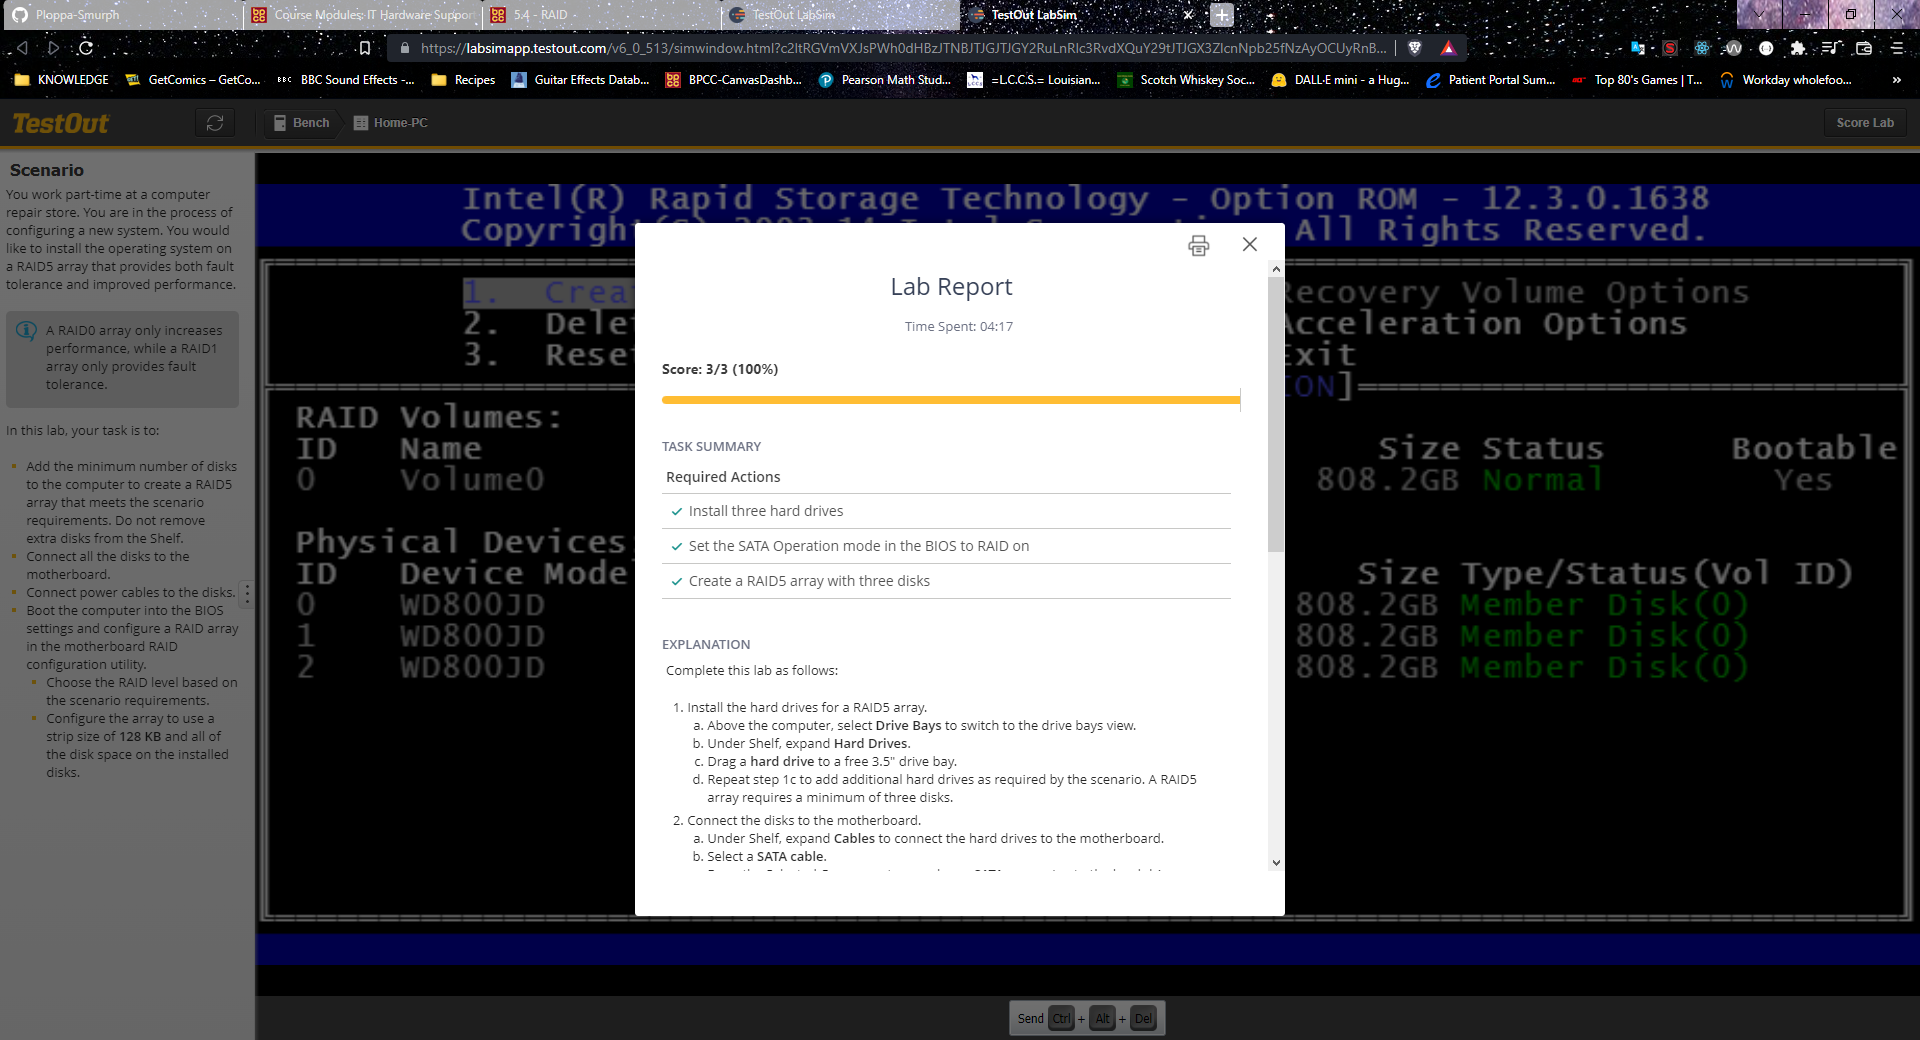 Ploppa-Smurph
Course Modules: IT Hardware Support
5.4 - RAID
TestOut LabSim
TestOut LabSim
https://labsimapp.testout.com/v6_0_513/simwindow.html?
KNOWLEDGE
GetComics – GetCo...
BBC
BBC Sound Effects -...
Recipes
Guitar Effects Datab...
BPCC-CanvasDashb...
Pearson Math Stud...
=L.C.C.S.= Louisian...
Scotch Whiskey Soc...
DALL·E mini - a Hug...
Patient Portal Sum...
Top 80's Games | T...
Workday wholefoo...
»
TestOut
Bench
Home-PC
Score Lab
Scenario
You work part-time at a computer
repair store. You are in the process of
configuring a new system. You would
like to install the operating system on
a RAID5 array that provides both fault
tolerance and improved performance.
A RAID0 array only increases
performance, while a RAID1
array only provides fault
tolerance.
In this lab, your task is to:
Add the minimum number of disks
to the computer to create a RAID5
array that meets the scenario
requirements. Do not remove
extra disks from the Shelf.
Connect all the disks to the
motherboard.
Connect power cables to the disks.
Boot the computer into the BIOS
settings and configure a RAID array
in the motherboard RAID
configuration utility.
Choose the RAID level based on
the scenario requirements.
Configure the array to use a
strip size of 128 KB and all of
the disk space on the installed
disks.
Intel(R) Rapid Storage Technology - Option ROM - 12.3.0.1638
Copyright All Rights Reserved.
1. Crea Recovery Volume Options
2. Dele Acceleration Options
3. Rese Exit
ION]
RAID Volumes:
ID Name Size Status Bootable
0 Volume0 808.2GB Normal Yes
Physical Devices
ID Device Mode Size Type/Status(Vol ID)
0 WD800JD 808.2GB Member Disk(0)
1 WD800JD 808.2GB Member Disk(0)
2 WD800JD 808.2GB Member Disk(0)
Lab Report
Time Spent: 04:17
Score: 3/3 (100%)
TASK SUMMARY
Required Actions
Install three hard drives
Set the SATA Operation mode in the BIOS to RAID on
Create a RAID5 array with three disks
EXPLANATION
Complete this lab as follows:
1. Install the hard drives for a RAID5 array.
a. Above the computer, select Drive Bays to switch to the drive bays view.
b. Under Shelf, expand Hard Drives.
c. Drag a hard drive to a free 3.5" drive bay.
d. Repeat step 1c to add additional hard drives as required by the scenario. A RAID5
array requires a minimum of three disks.
2. Connect the disks to the motherboard.
a. Under Shelf, expand Cables to connect the hard drives to the motherboard.
b. Select a SATA cable.
Send Ctrl + Alt + Del